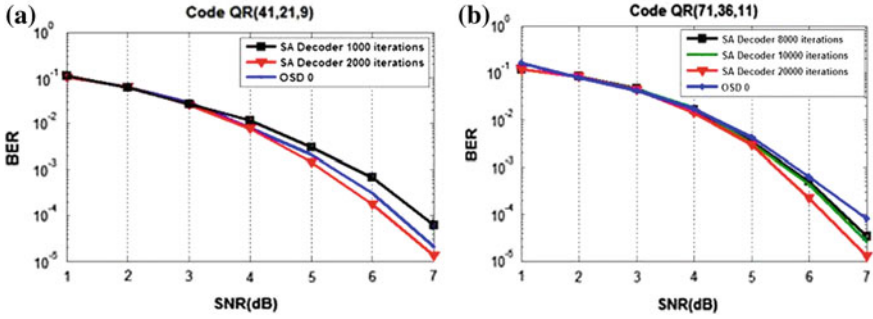 (a)
Code QR(41,21,9)
SA Decoder 1000 iterations
SA Decoder 2000 iterations
OSD 0
10^0
10^-1
10^-2
10^-3
10^-4
10^-5
BER
1 2 3 4 5 6 7
SNR(dB)
(b)
Code QR(71,36,11)
SA Decoder 8000 iterations
SA Decoder 10000 iterations
SA Decoder 20000 iterations
OSD 0
10^0
10^-1
10^-2
10^-3
10^-4
10^-5
BER
1 2 3 4 5 6 7
SNR(dB)